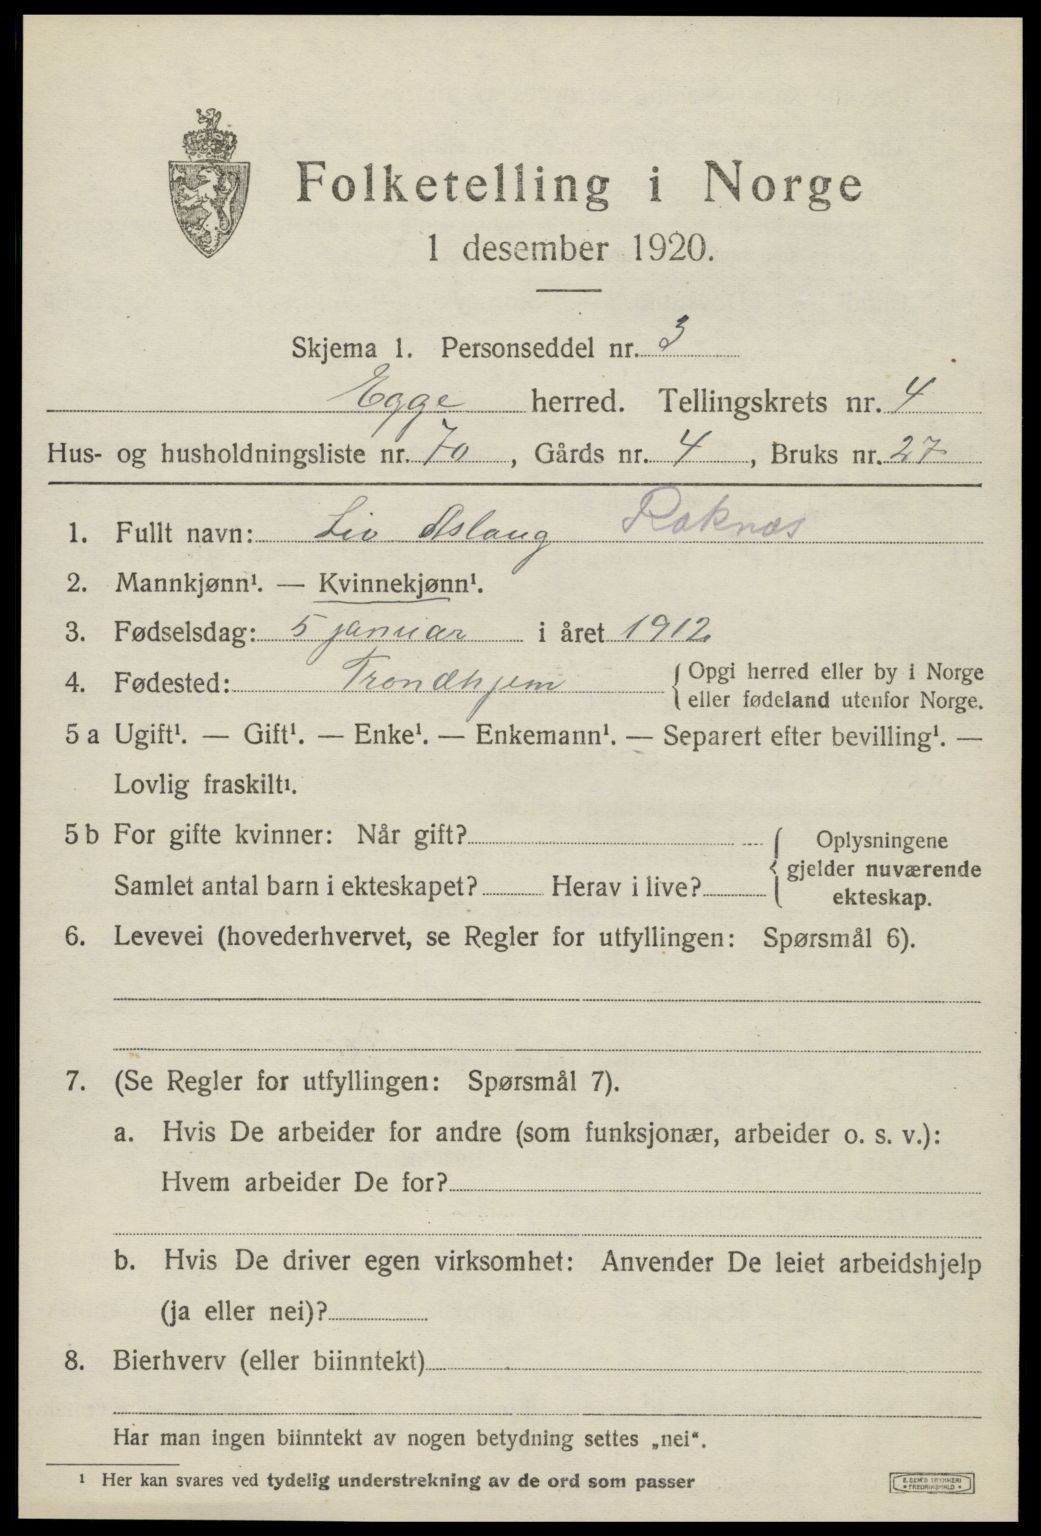 Folketelling i Norge
1 desember 1920.
Skjema 1. Personseddel nr. 3
Egge herred. Tellingskrets nr. 4
Hus- og husholdningsliste nr. 70, Gårds nr. 4, Bruks nr. 27
1. Fullt navn: Liv Aslaug Raknes
2. Mannkjønn¹. — Kvinnekjønn¹.
3. Fødselsdag: 5 januar i året 1912
4. Fødested: Trondhjem { Opgi herred eller by i Norge
eller fødeland utenfor Norge.
5 a Ugift¹. — Gift¹. — Enke¹. — Enkemann¹. — Separert efter bevilling¹. —
Lovlig fraskilt¹.
5 b For gifte kvinner: Når gift?
Samlet antal barn i ekteskapet? Herav i live?
{ Oplysningene
gjelder nuværende
ekteskap.
6. Levevei (hovederhvervet, se Regler for utfyllingen: Spørsmål 6).
7. (Se Regler for utfyllingen: Spørsmål 7).
a. Hvis De arbeider for andre (som funksjonær, arbeider o. s. v.):
Hvem arbeider De for?
b. Hvis De driver egen virksomhet: Anvender De leiet arbeidshjelp
(ja eller nei)?
8. Bierhverv (eller biinntekt)
Har man ingen biinntekt av nogen betydning settes „nei“.
¹ Her kan svares ved tydelig understrekning av de ord som passer
E. SEM'S TRYKKERI
• FREDRIKSHALD •